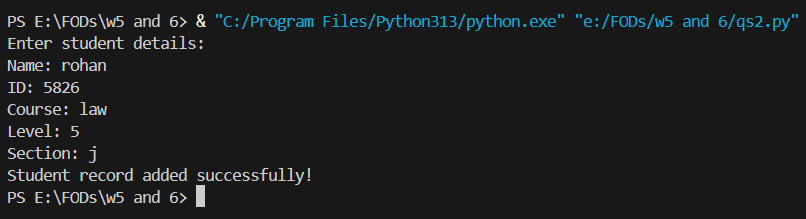 PS E:\FODs\w5 and 6> & "C:/Program Files/Python313/python.exe" "e:/FODs/w5 and 6/qs2.py"
Enter student details:
Name: rohan
ID: 5826
Course: law
Level: 5
Section: j
Student record added successfully!
PS E:\FODs\w5 and 6>